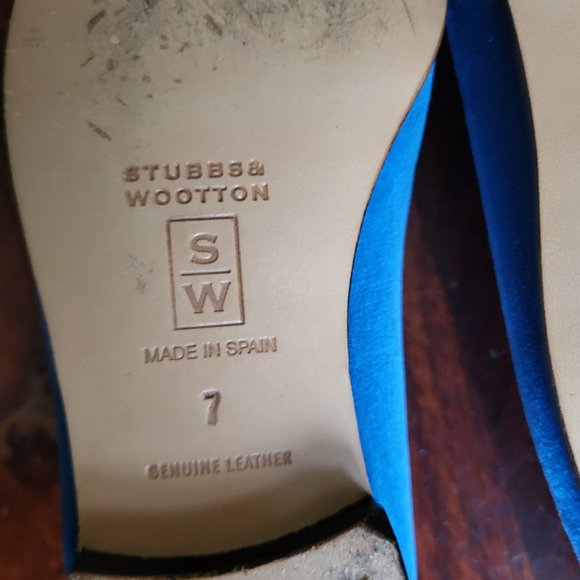 STUBBS&
WOOTTON
S
W
MADE IN SPAIN
7
GENUINE LEATHER